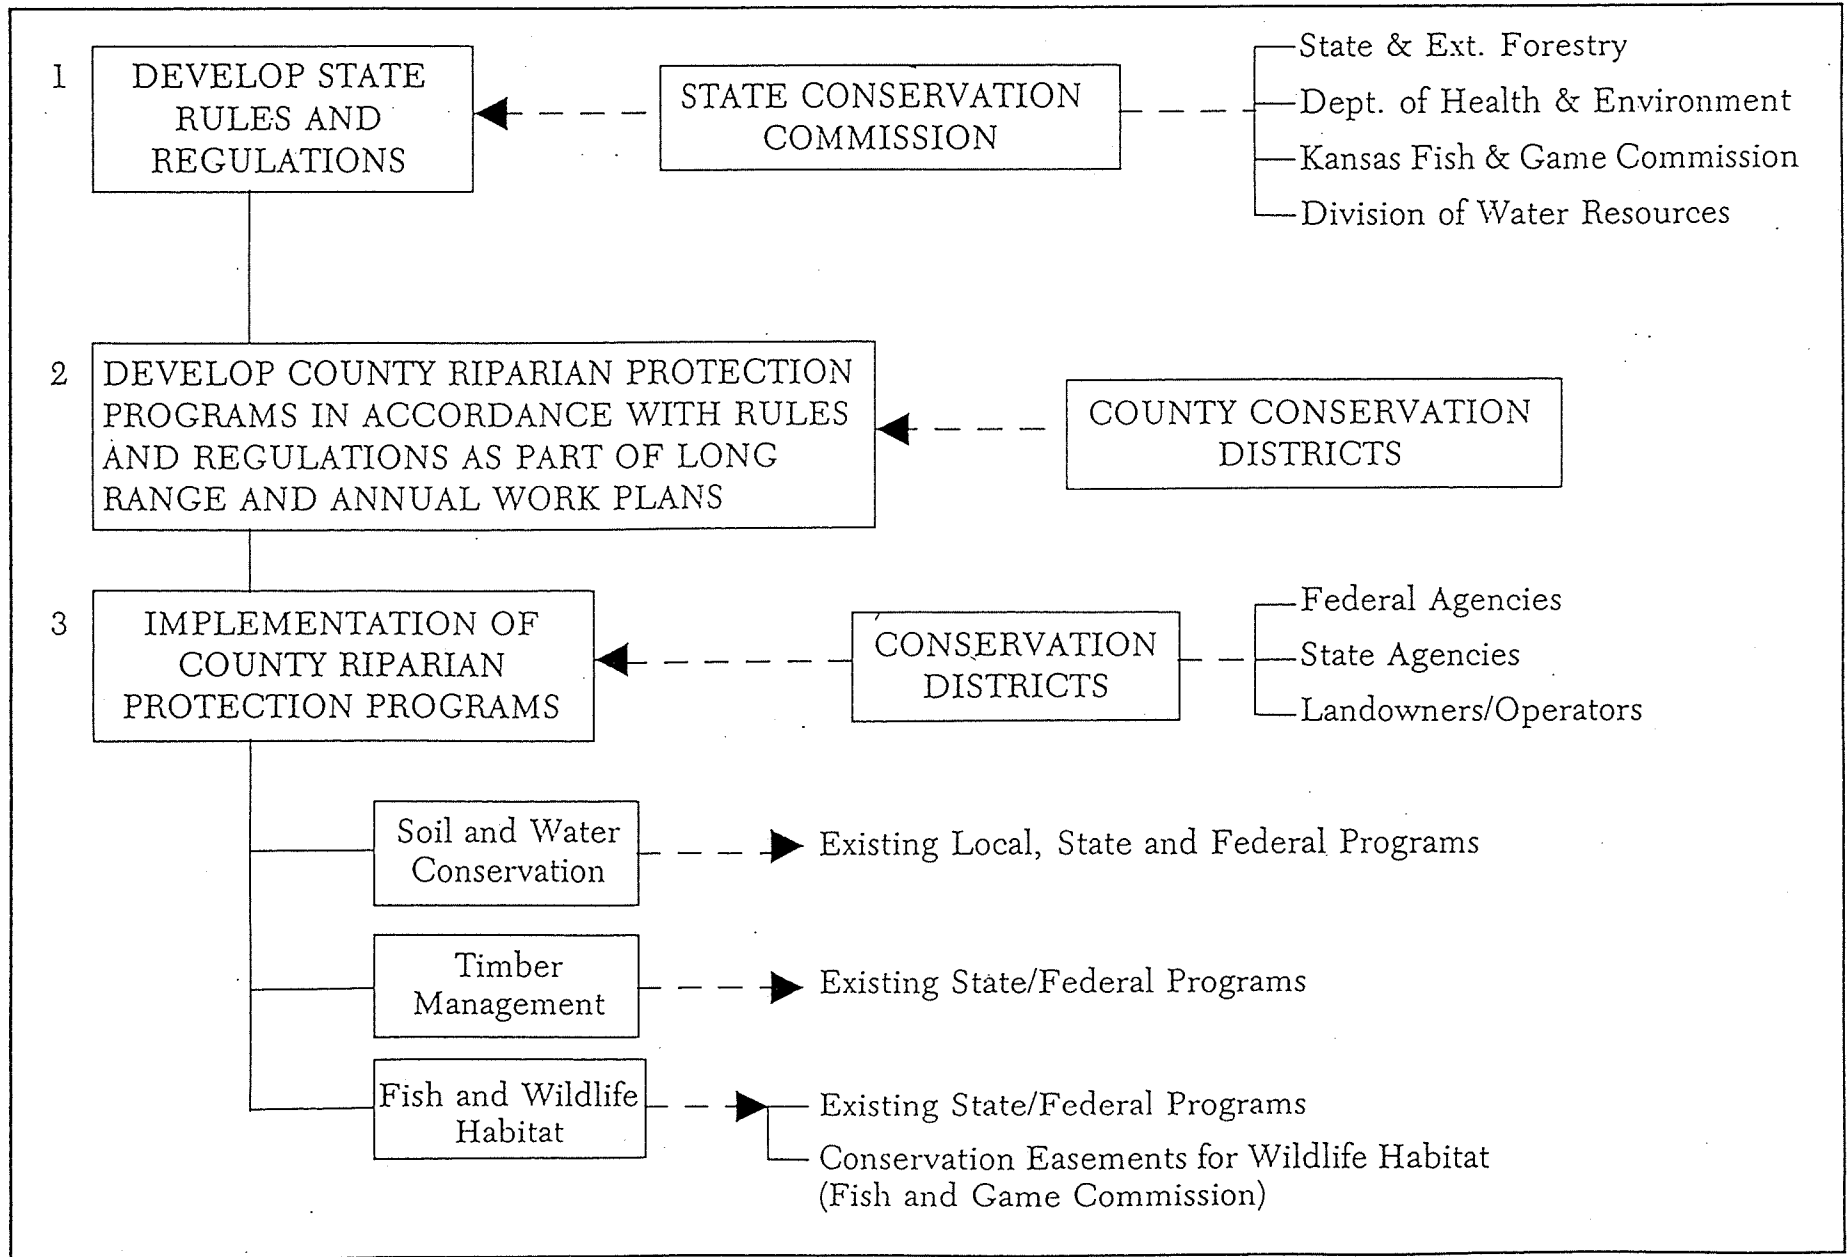 1
DEVELOP STATE
RULES AND
REGULATIONS
STATE CONSERVATION
COMMISSION
State & Ext. Forestry
Dept. of Health & Environment
Kansas Fish & Game Commission
Division of Water Resources
2
DEVELOP COUNTY RIPARIAN PROTECTION
PROGRAMS IN ACCORDANCE WITH RULES
AND REGULATIONS AS PART OF LONG
RANGE AND ANNUAL WORK PLANS
COUNTY CONSERVATION
DISTRICTS
3
IMPLEMENTATION OF
COUNTY RIPARIAN
PROTECTION PROGRAMS
CONSERVATION
DISTRICTS
Federal Agencies
State Agencies
Landowners/Operators
Soil and Water
Conservation
Existing Local, State and Federal Programs
Timber
Management
Existing State/Federal Programs
Fish and Wildlife
Habitat
Existing State/Federal Programs
Conservation Easements for Wildlife Habitat
(Fish and Game Commission)